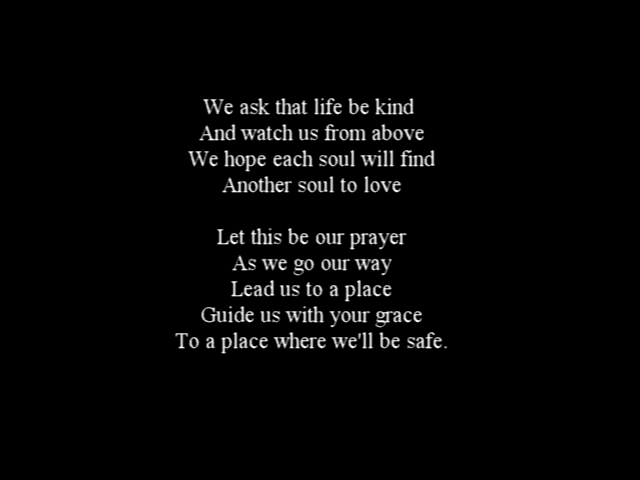 We ask that life be kind
And watch us from above
We hope each soul will find
Another soul to love
Let this be our prayer
As we go our way
Lead us to a place
Guide us with your grace
To a place where we'll be safe.